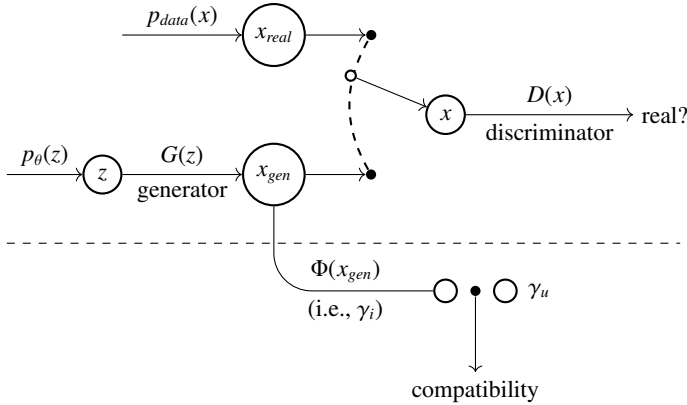 p_data(x)
x_real
D(x)
x
real?
discriminator
p_θ(z)
z
G(z)
generator
x_gen
Φ(x_gen)
(i.e., γ_i)
γ_u
compatibility